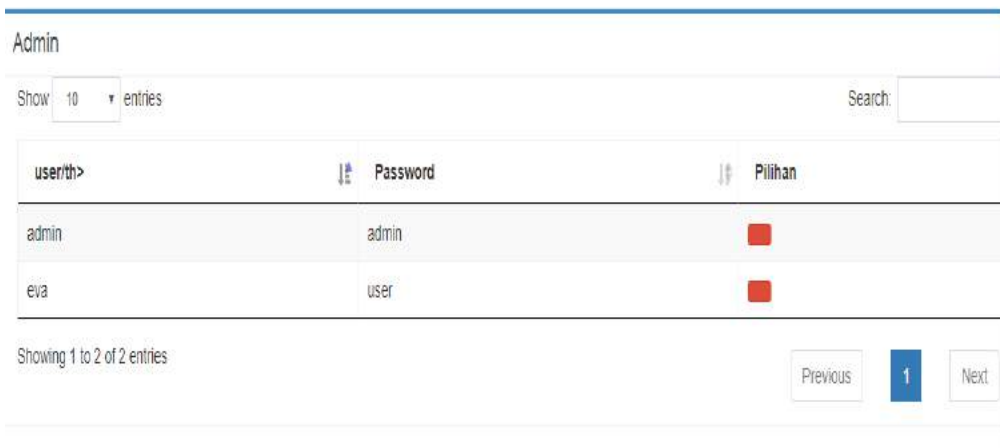 Admin
Show 10 entries Search:
user/th> Password Pilihan
admin admin
eva user
Showing 1 to 2 of 2 entries
Previous 1 Next